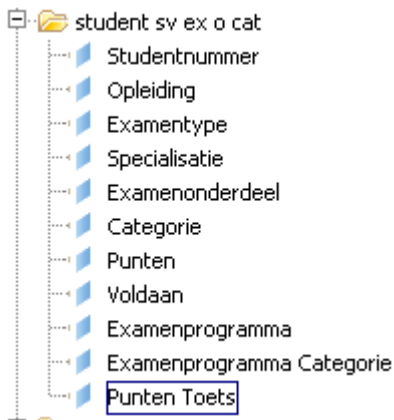 student sv ex o cat
Studentnummer
Opleiding
Examentype
Specialisatie
Examenonderdeel
Categorie
Punten
Voldaan
Examenprogramma
Examenprogramma Categorie
Punten Toets